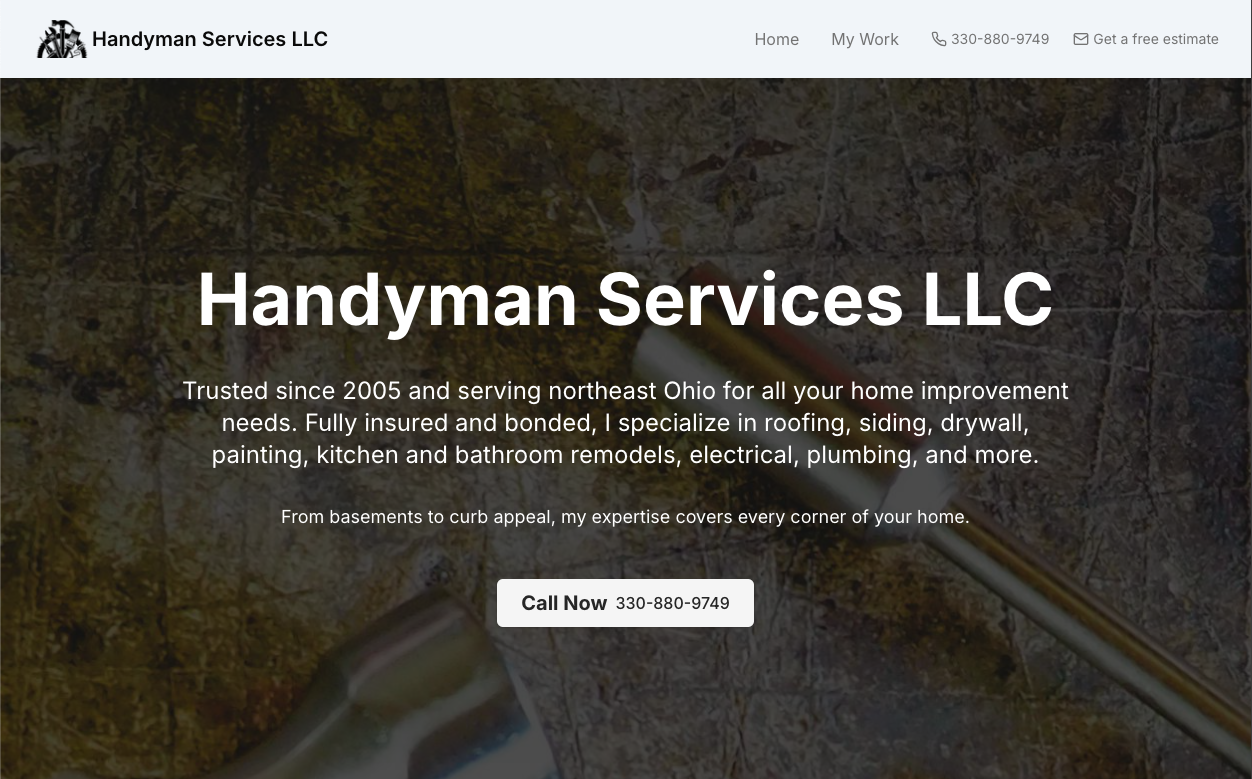 Handyman Services LLC
Home
My Work
330-880-9749
Get a free estimate
Handyman Services LLC
Trusted since 2005 and serving northeast Ohio for all your home improvement
needs. Fully insured and bonded, I specialize in roofing, siding, drywall,
painting, kitchen and bathroom remodels, electrical, plumbing, and more.
From basements to curb appeal, my expertise covers every corner of your home.
Call Now 330-880-9749